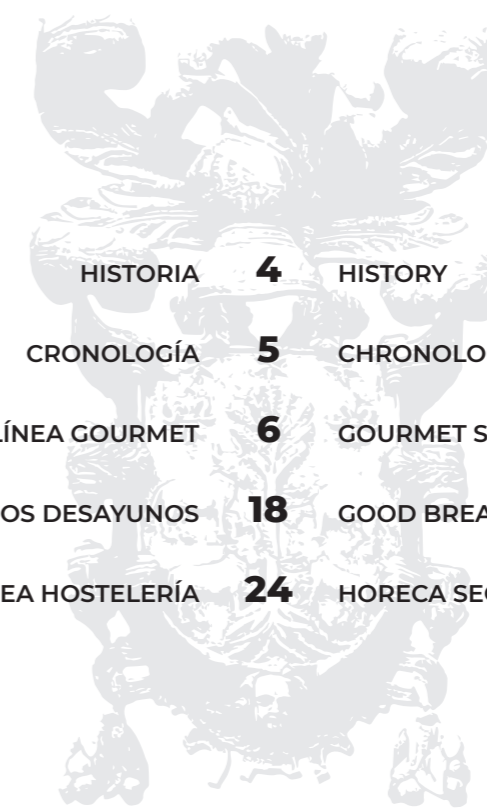 HISTORIA 4 HISTORY
CRONOLOGÍA 5 CHRONOLO
LÍNEA GOURMET 6 GOURMET S
OS DESAYUNOS 18 GOOD BREA
EA HOSTELERÍA 24 HORECA SE